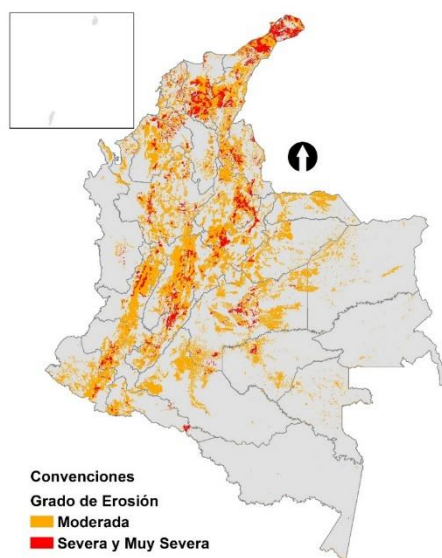 Convenciones
Grado de Erosión
Moderada
Severa y Muy Severa